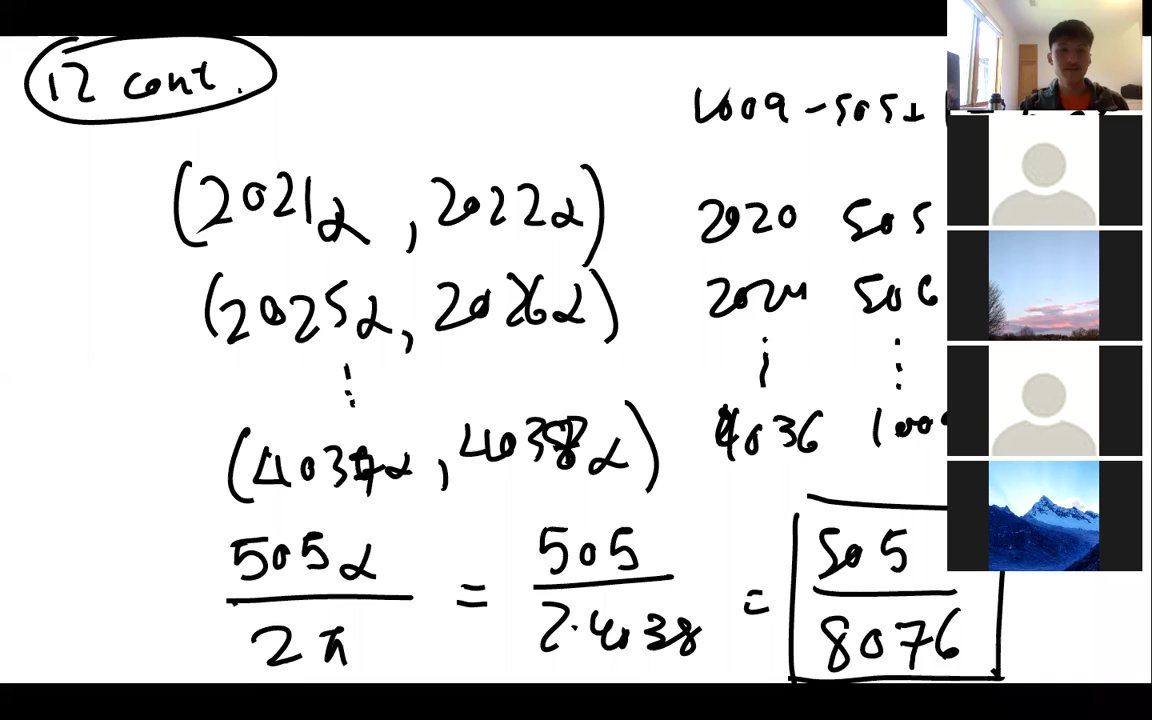 12 cont.
1009 - 505 +
(2021α, 2022α)
2020 505
(2025α, 2026α)
2024 506
⋮
⋮ ⋮
(4037α, 4038α)
4036
505α / 2π = 505 / 2·4038 = 505 / 8076